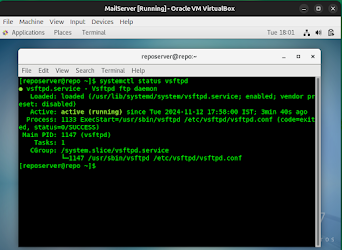 MailServer [Running] - Oracle VM VirtualBox
File Machine View Input Devices Help
Applications Places Terminal Tue 18:01
reposerver@repo:~
File Edit View Search Terminal Help
[reposerver@repo ~]$ systemctl status vsftpd
● vsftpd.service - Vsftpd ftp daemon
Loaded: loaded (/usr/lib/systemd/system/vsftpd.service; enabled; vendor pr
eset: disabled)
Active: active (running) since Tue 2024-11-12 17:58:00 IST; 3min 40s ago
Process: 1133 ExecStart=/usr/sbin/vsftpd /etc/vsftpd/vsftpd.conf (code=exit
ed, status=0/SUCCESS)
Main PID: 1147 (vsftpd)
Tasks: 1
CGroup: /system.slice/vsftpd.service
└─1147 /usr/sbin/vsftpd /etc/vsftpd/vsftpd.conf
[reposerver@repo ~]$
7